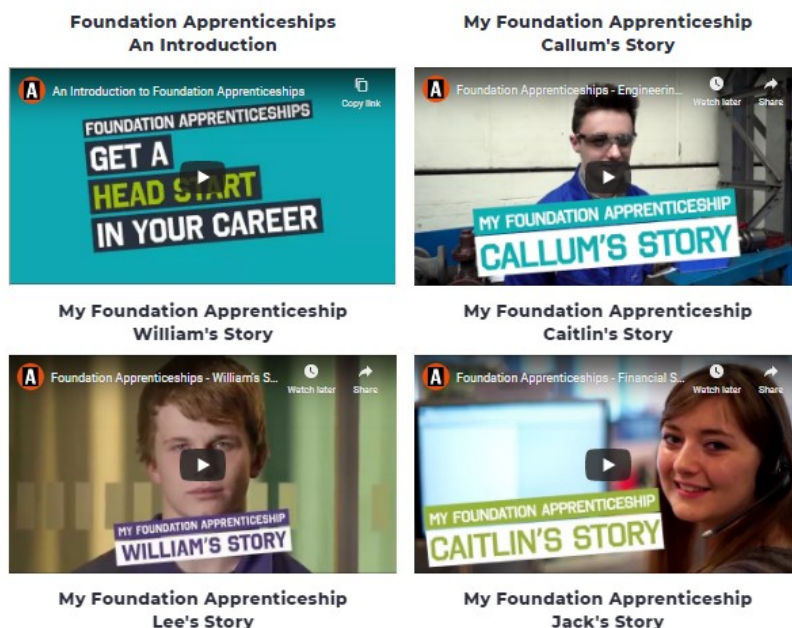 Foundation Apprenticeships
An Introduction
My Foundation Apprenticeship
Callum's Story
A
An Introduction to Foundation Apprenticeships
Copy link
FOUNDATION APPRENTICESHIPS
GET A
HEAD START
IN YOUR CAREER
A
Foundation Apprenticeships - Engineerin...
Watch later
Share
MY FOUNDATION APPRENTICESHIP
CALLUM'S STORY
My Foundation Apprenticeship
William's Story
My Foundation Apprenticeship
Caitlin's Story
A
Foundation Apprenticeships - William's S...
Watch later
Share
MY FOUNDATION APPRENTICESHIP
WILLIAM'S STORY
A
Foundation Apprenticeships - Financial S...
Watch later
Share
MY FOUNDATION APPRENTICESHIP
CAITLIN'S STORY
My Foundation Apprenticeship
Lee's Story
My Foundation Apprenticeship
Jack's Story